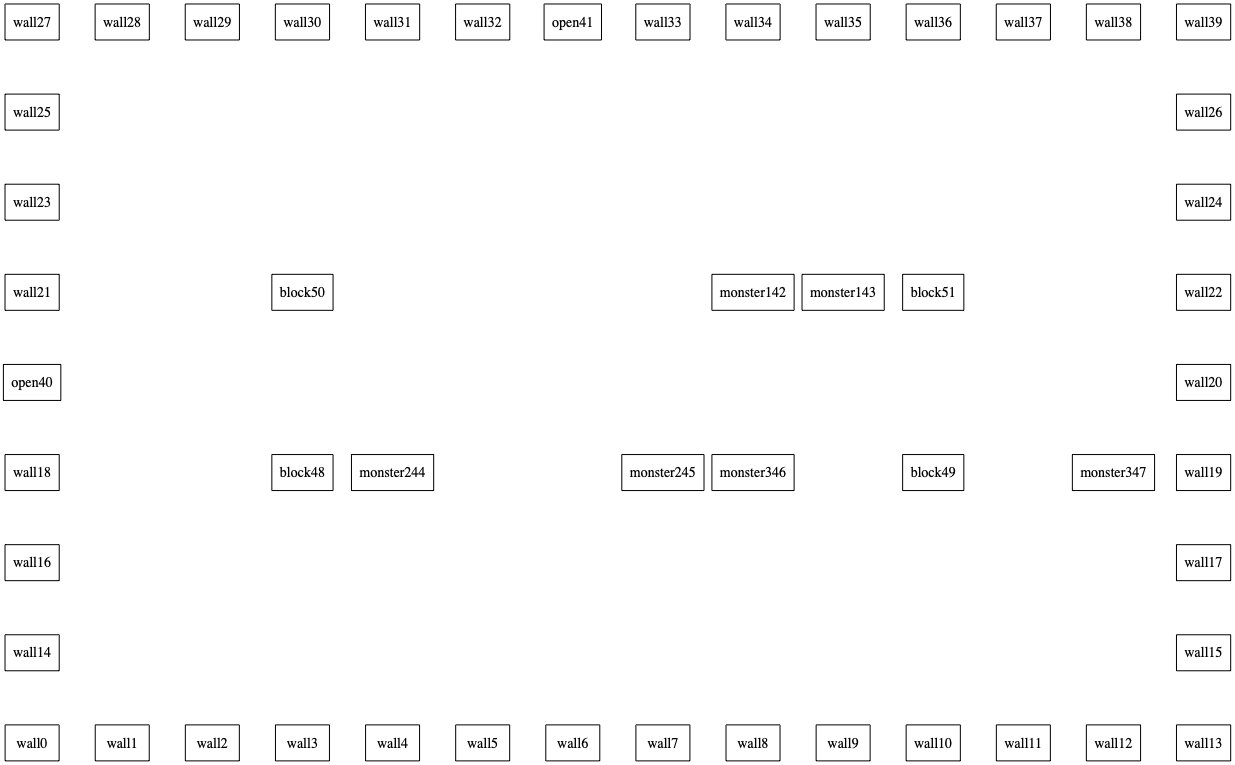 wall27 wall28 wall29 wall30 wall31 wall32 open41 wall33 wall34 wall35 wall36 wall37 wall38 wall39
wall25 wall26
wall23 wall24
wall21 block50 monster142 monster143 block51 wall22
open40 wall20
wall18 block48 monster244 monster245 monster346 block49 monster347 wall19
wall16 wall17
wall14 wall15
wall0 wall1 wall2 wall3 wall4 wall5 wall6 wall7 wall8 wall9 wall10 wall11 wall12 wall13